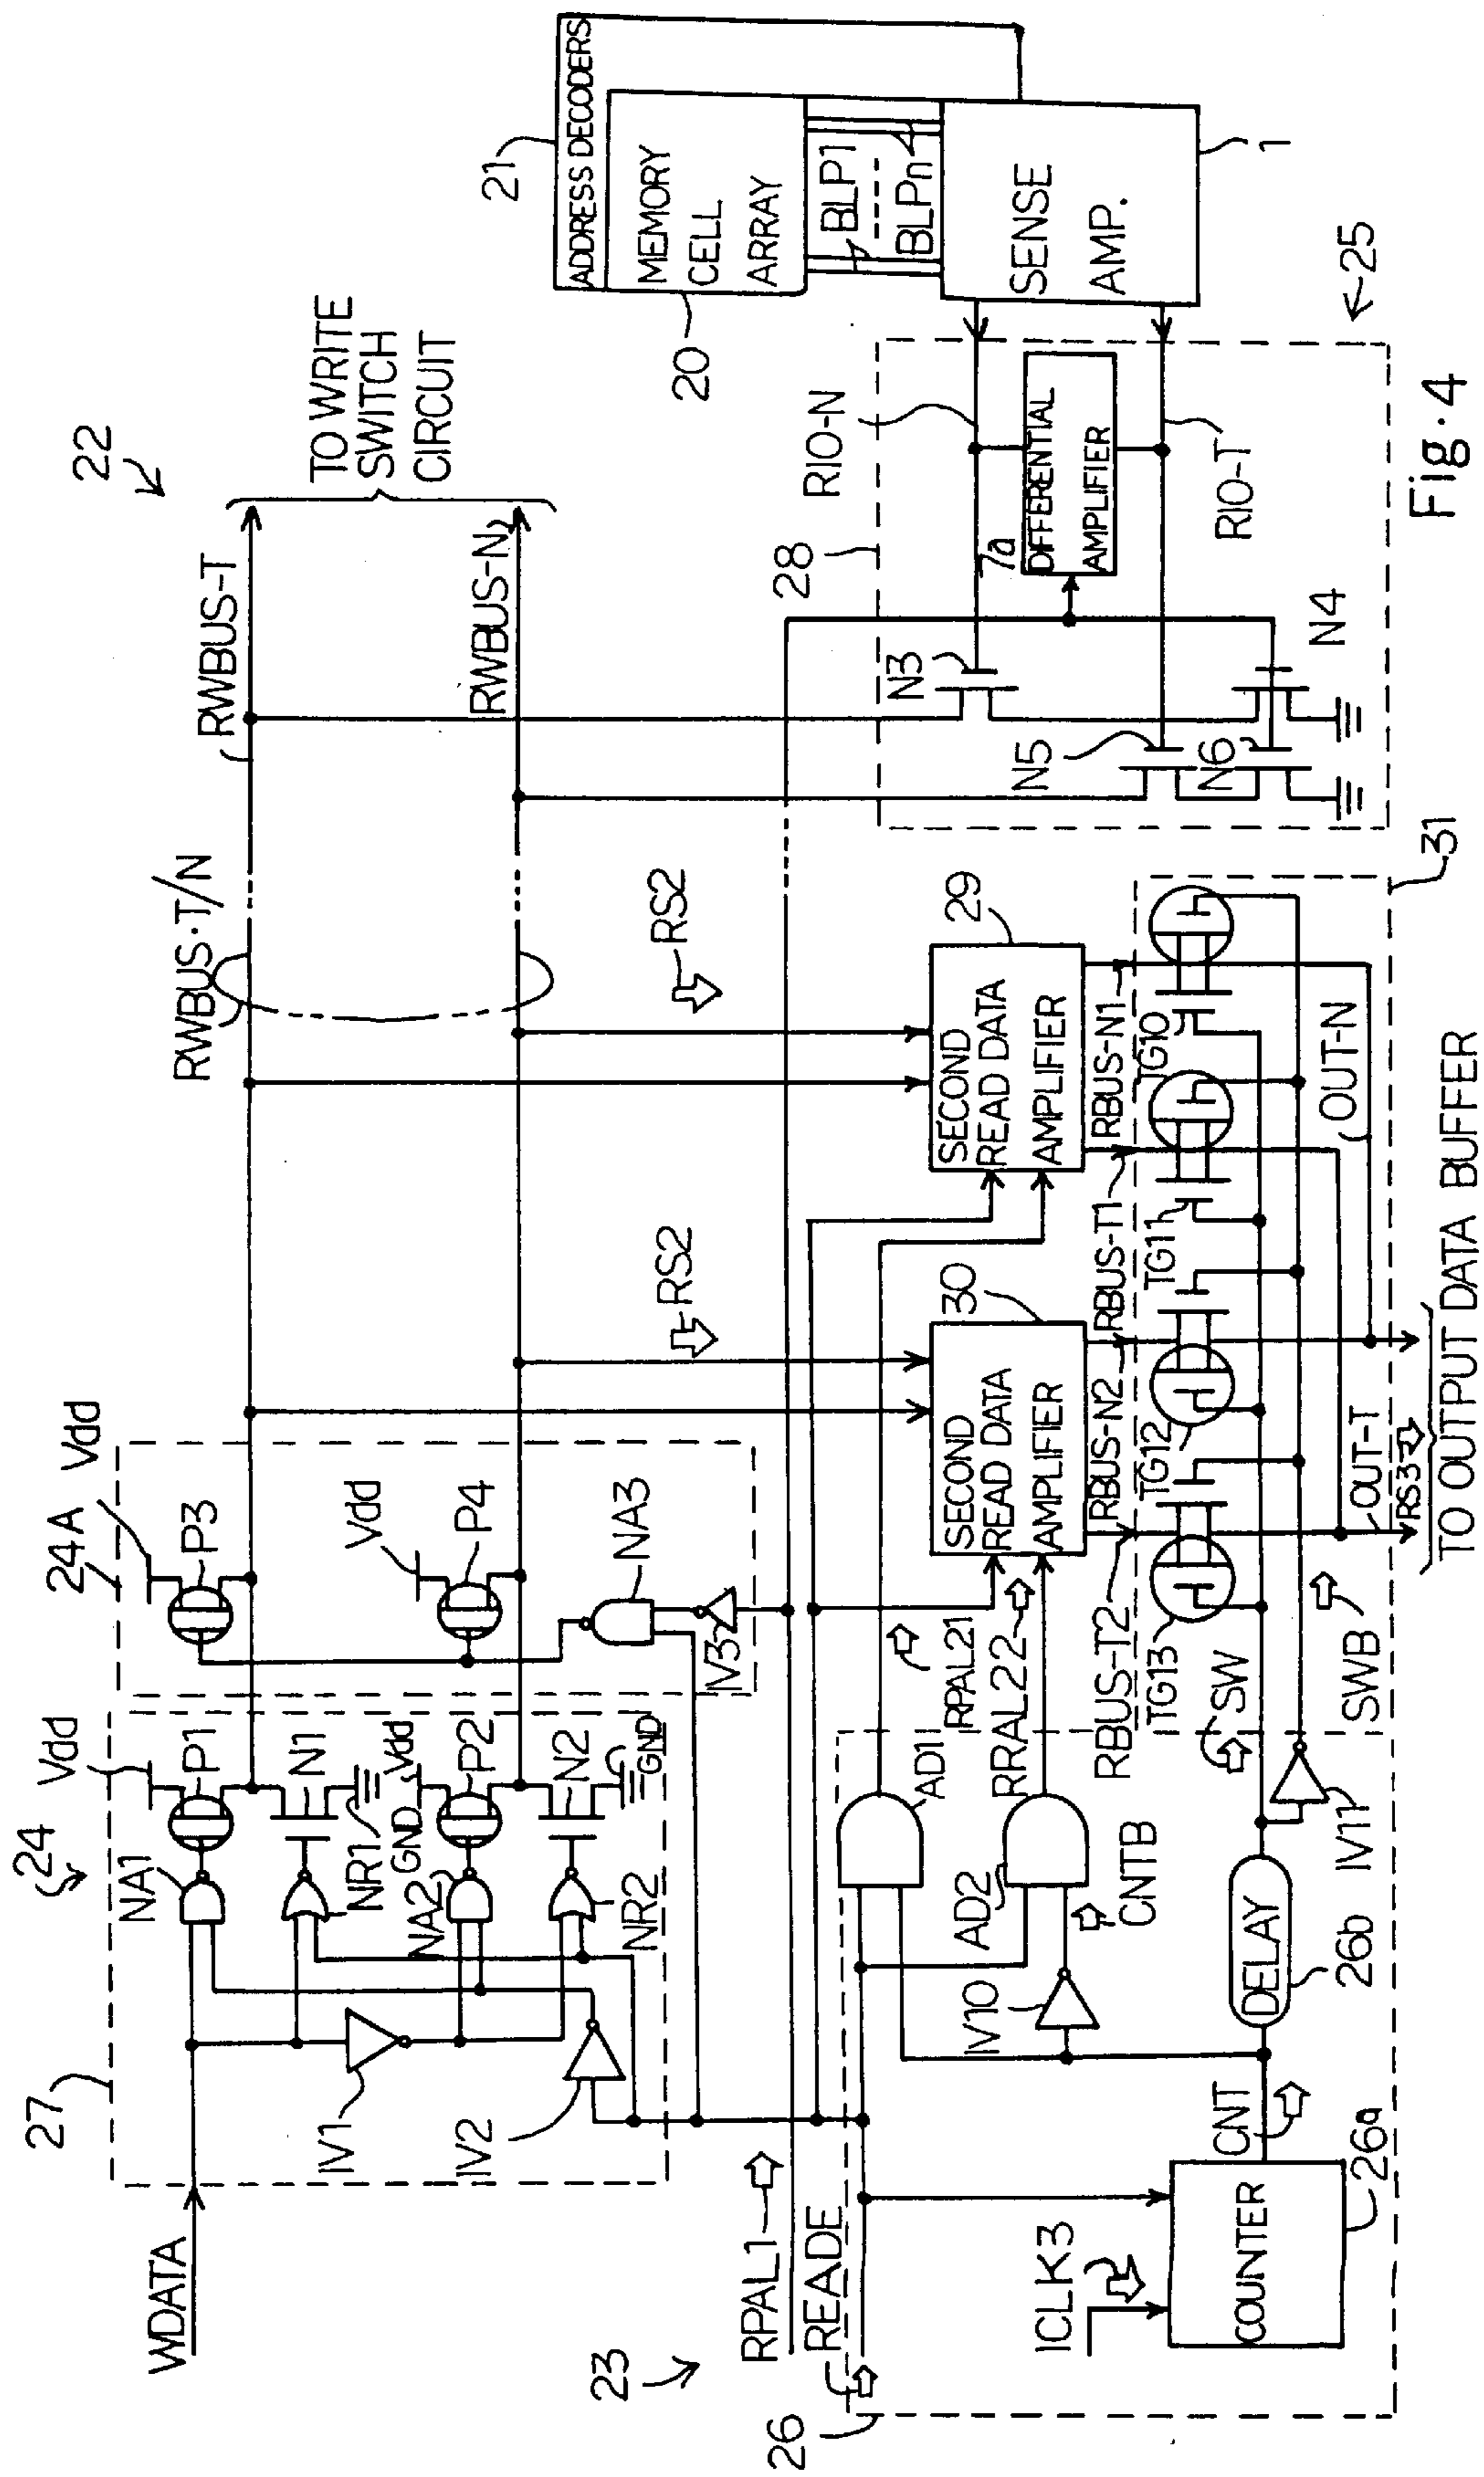 Fig. 4
22
TO WRITE
SWITCH
CIRCUIT
RWBUS-T
RWBUS-N
RWBUS·T/N
21
ADDRESS DECODERS
MEMORY
CELL
ARRAY
20
BLP1
BLPn
SENSE
AMP.
1
25
28
RIO-N
RIO-T
7a
DIFFERENTIAL
AMPLIFIER
N3
N4
N5
N6
RS2
RS2
29
SECOND
READ DATA
AMPLIFIER
30
SECOND
READ DATA
AMPLIFIER
31
RBUS-N1
RBUS-T1
RBUS-N2
RBUS-T2
TG10
TG11
TG12
TG13
OUT-N
OUT-T
RS3
TO OUTPUT DATA BUFFER
24A
Vdd
P3
Vdd
P4
NA3
IV3
24
Vdd
P1
N1
NA1
NR1
GND
Vdd
P2
N2
GND
NA2
NR2
27
IV1
IV2
WDATA
23
RPAL1
READE
26
RPAL21
RRAL22
AD1
AD2
CNTB
IV10
SW
SWB
IV11
DELAY
26b
CNT
ICLK3
COUNTER
26a